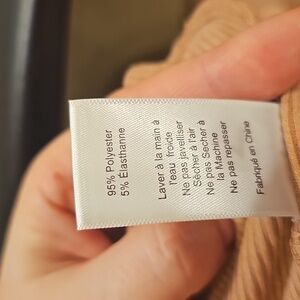 95% Polyester
5% Élasthanne
Laver à la main à
l'eau froide
Ne pas javelliser
Sécher à l'air
Ne pas Sécher à
la Machine
Ne pas repasser
Fabriqué en Chine